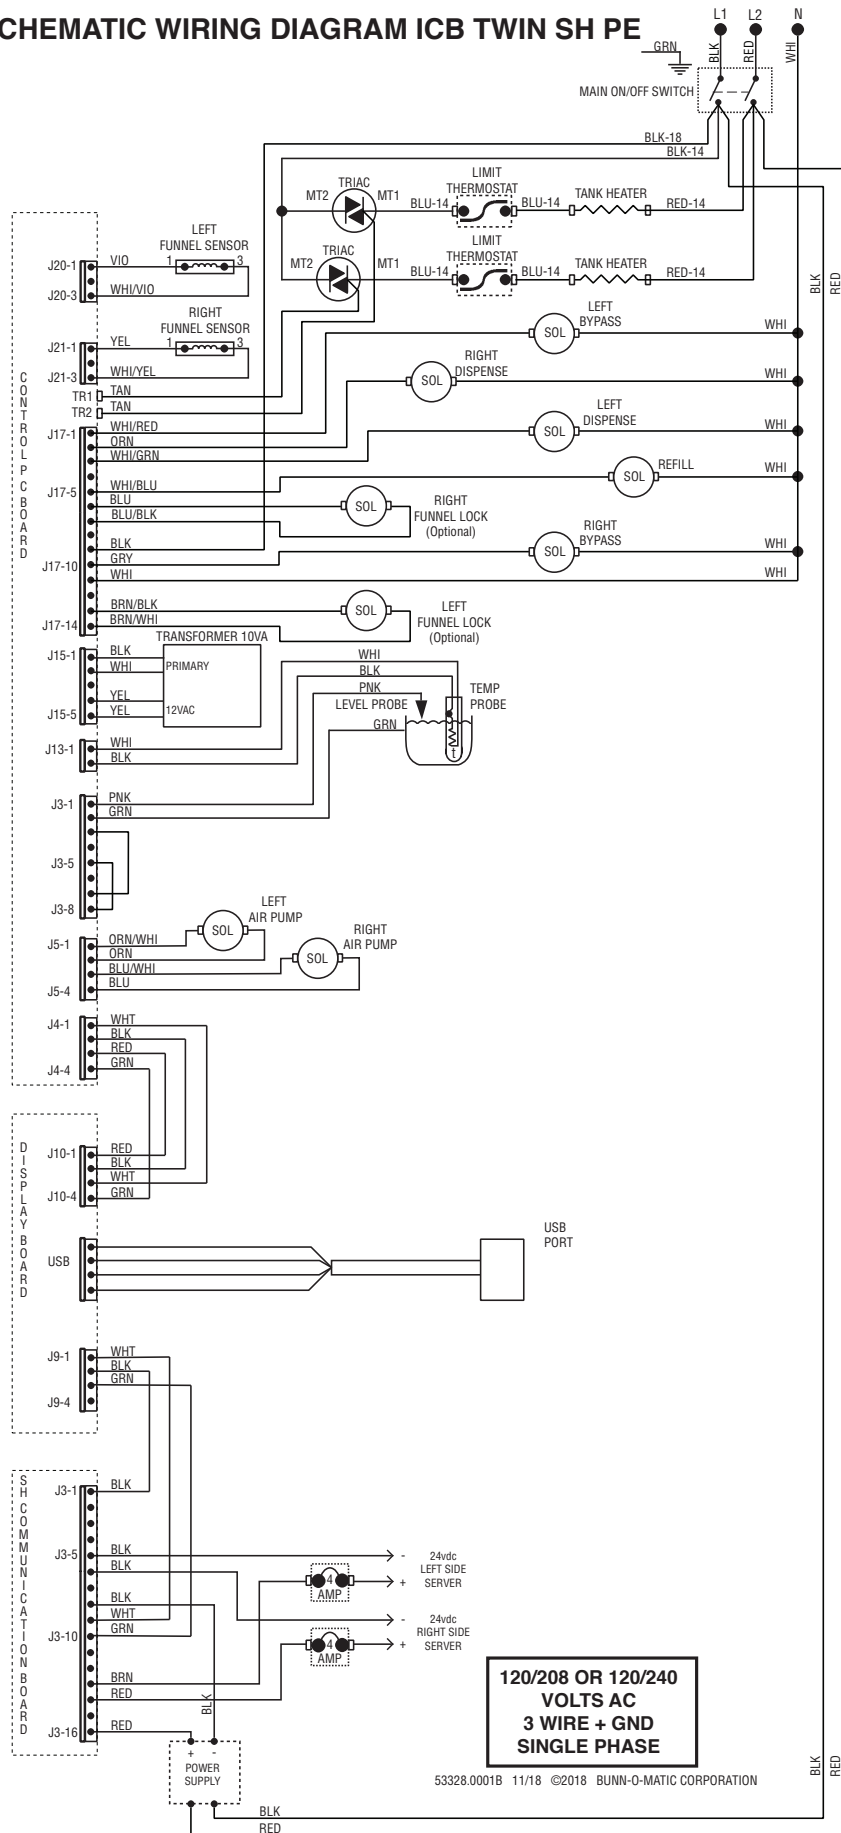 CHEMATIC WIRING DIAGRAM ICB TWIN SH PE
L1 L2 N
GRN
BLK
RED
WHI
MAIN ON/OFF SWITCH
BLK-18
BLK-14
TRIAC
MT2 MT1
BLU-14
LIMIT
THERMOSTAT
BLU-14
TANK HEATER
RED-14
TRIAC
MT2 MT1
BLU-14
LIMIT
THERMOSTAT
BLU-14
TANK HEATER
RED-14
BLK
RED
CONTROL PC BOARD
LEFT
FUNNEL SENSOR
J20-1 VIO 1 3
J20-3 WHI/VIO
RIGHT
FUNNEL SENSOR
J21-1 YEL 1 3
J21-3 WHI/YEL
TR1 TAN
TR2 TAN
J17-1 WHI/RED
ORN
WHI/GRN
J17-5 WHI/BLU
BLU
BLU/BLK
BLK
J17-10 GRY
WHI
BRN/BLK
J17-14 BRN/WHI
SOL
LEFT
BYPASS
WHI
SOL
RIGHT
DISPENSE
WHI
SOL
LEFT
DISPENSE
WHI
SOL
REFILL
WHI
SOL
RIGHT
FUNNEL LOCK
(Optional)
SOL
RIGHT
BYPASS
WHI
WHI
SOL
LEFT
FUNNEL LOCK
(Optional)
TRANSFORMER 10VA
J15-1 BLK
WHI PRIMARY
YEL
J15-5 YEL 12VAC
WHI
BLK
PNK
LEVEL PROBE
GRN
TEMP
PROBE
t
J13-1 WHI
BLK
J3-1 PNK
GRN
J3-5
J3-8
LEFT
AIR PUMP
SOL
RIGHT
AIR PUMP
SOL
J5-1 ORN/WHI
ORN
BLU/WHI
J5-4 BLU
J4-1 WHT
BLK
RED
J4-4 GRN
DISPLAY BOARD
J10-1 RED
BLK
WHT
J10-4 GRN
USB
USB
PORT
J9-1 WHT
BLK
GRN
J9-4
SH COMMUNICATION BOARD
J3-1 BLK
J3-5 BLK
BLK
BLK
WHT
J3-10 GRN
BRN
RED
J3-16 RED
BLK
- 24vdc
LEFT SIDE
+ SERVER
4
AMP
- 24vdc
RIGHT SIDE
+ SERVER
4
AMP
+ -
POWER
SUPPLY
BLK
RED
BLK
RED
120/208 OR 120/240
VOLTS AC
3 WIRE + GND
SINGLE PHASE
53328.0001B 11/18 ©2018 BUNN-O-MATIC CORPORATION